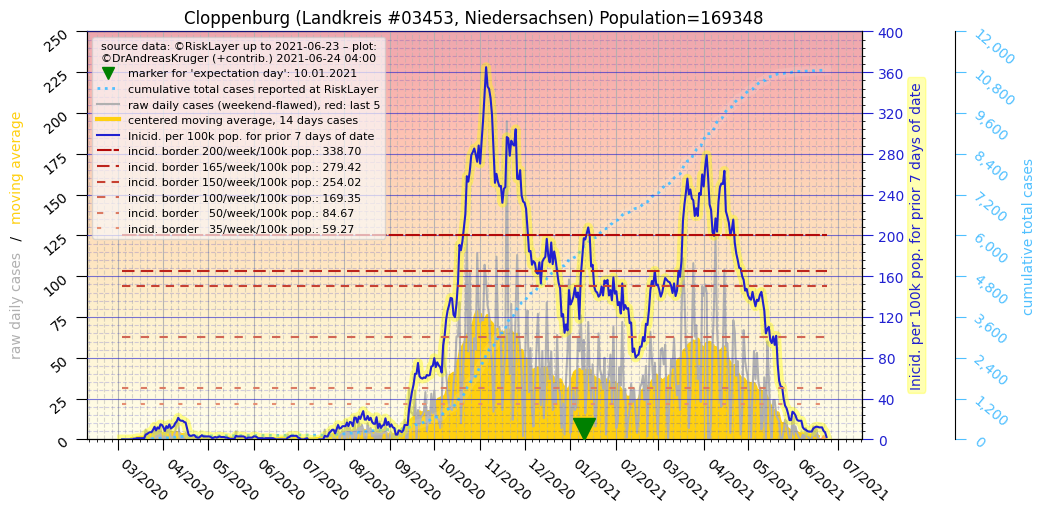 Cloppenburg (Landkreis #03453, Niedersachsen) Population=169348
source data: ©RiskLayer up to 2021-06-23 – plot:
©DrAndreasKruger (+contrib.) 2021-06-24 04:00
marker for 'expectation day': 10.01.2021
cumulative total cases reported at RiskLayer
raw daily cases (weekend-flawed), red: last 5
centered moving average, 14 days cases
Inicid. per 100k pop. for prior 7 days of date
incid. border 200/week/100k pop.: 338.70
incid. border 165/week/100k pop.: 279.42
incid. border 150/week/100k pop.: 254.02
incid. border 100/week/100k pop.: 169.35
incid. border 50/week/100k pop.: 84.67
incid. border 35/week/100k pop.: 59.27
raw daily cases / moving average
250
225
200
175
150
125
100
75
50
25
0
03/2020
04/2020
05/2020
06/2020
07/2020
08/2020
09/2020
10/2020
11/2020
12/2020
01/2021
02/2021
03/2021
04/2021
05/2021
06/2021
07/2021
400
360
320
280
240
200
160
120
80
40
0
Inicid. per 100k pop. for prior 7 days of date
12,000
10,800
9,600
8,400
7,200
6,000
4,800
3,600
2,400
1,200
0
cumulative total cases